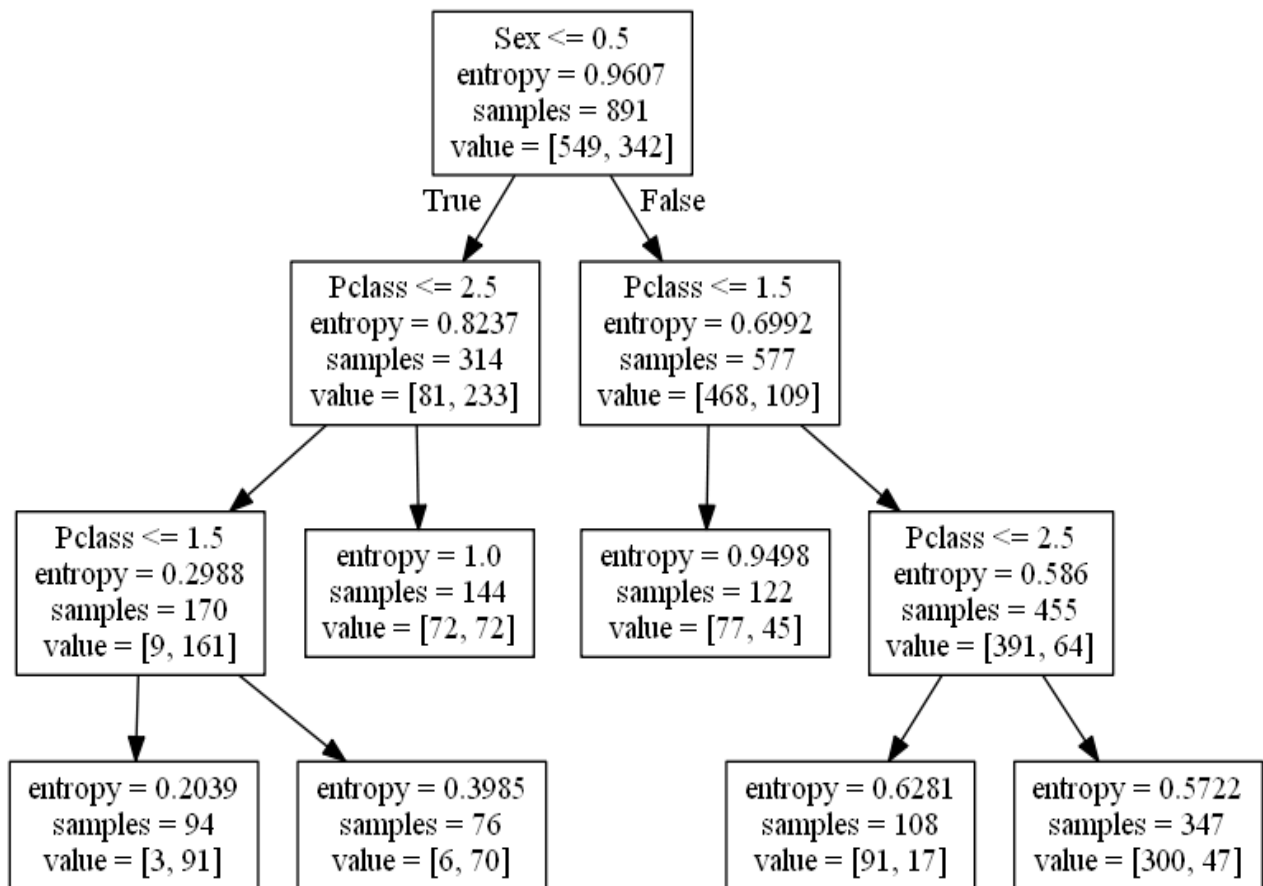 Sex <= 0.5
entropy = 0.9607
samples = 891
value = [549, 342]
True
False
Pclass <= 2.5
entropy = 0.8237
samples = 314
value = [81, 233]
Pclass <= 1.5
entropy = 0.6992
samples = 577
value = [468, 109]
Pclass <= 1.5
entropy = 0.2988
samples = 170
value = [9, 161]
entropy = 1.0
samples = 144
value = [72, 72]
entropy = 0.9498
samples = 122
value = [77, 45]
Pclass <= 2.5
entropy = 0.586
samples = 455
value = [391, 64]
entropy = 0.2039
samples = 94
value = [3, 91]
entropy = 0.3985
samples = 76
value = [6, 70]
entropy = 0.6281
samples = 108
value = [91, 17]
entropy = 0.5722
samples = 347
value = [300, 47]